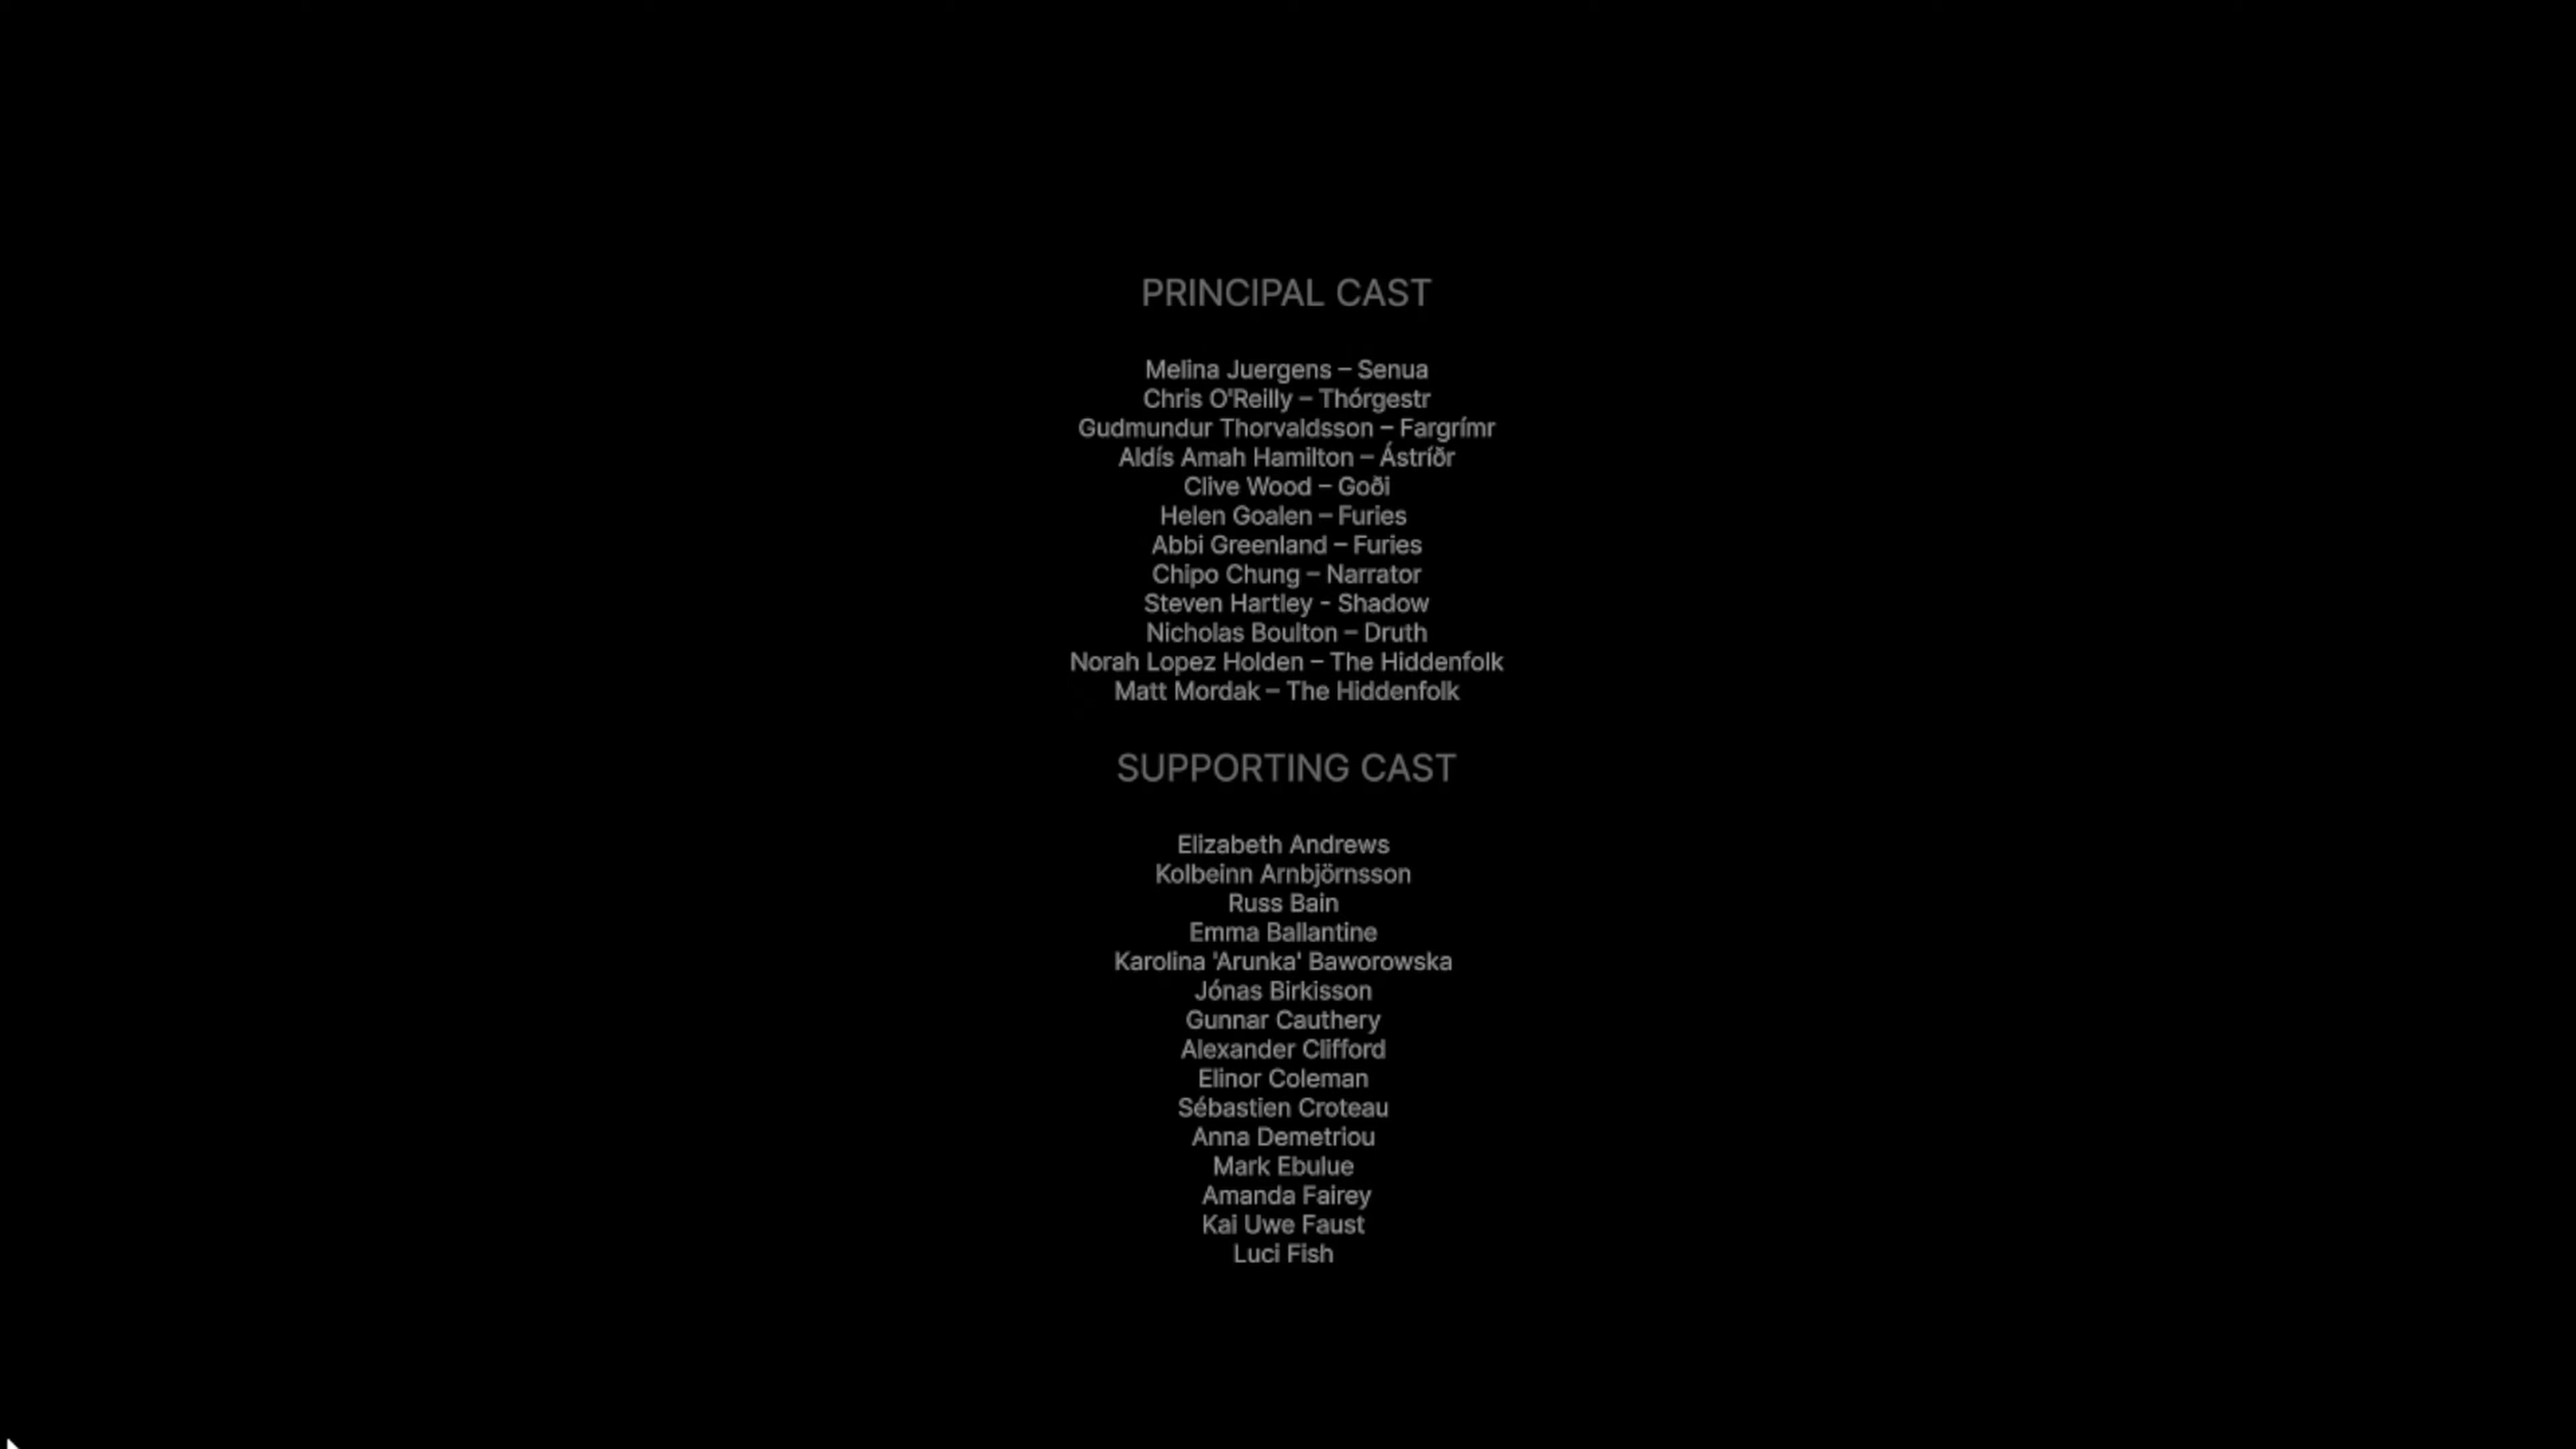 PRINCIPAL CAST
Melina Juergens – Senua
Chris O'Reilly – Thórgestr
Gudmundur Thorvaldsson – Fargrímr
Aldís Amah Hamilton – Ástríðr
Clive Wood – Goði
Helen Goalen – Furies
Abbi Greenland – Furies
Chipo Chung – Narrator
Steven Hartley - Shadow
Nicholas Boulton – Druth
Norah Lopez Holden – The Hiddenfolk
Matt Mordak – The Hiddenfolk
SUPPORTING CAST
Elizabeth Andrews
Kolbeinn Arnbjörnsson
Russ Bain
Emma Ballantine
Karolina 'Arunka' Baworowska
Jónas Birkisson
Gunnar Cauthery
Alexander Clifford
Elinor Coleman
Sébastien Croteau
Anna Demetriou
Mark Ebulue
Amanda Fairey
Kai Uwe Faust
Luci Fish